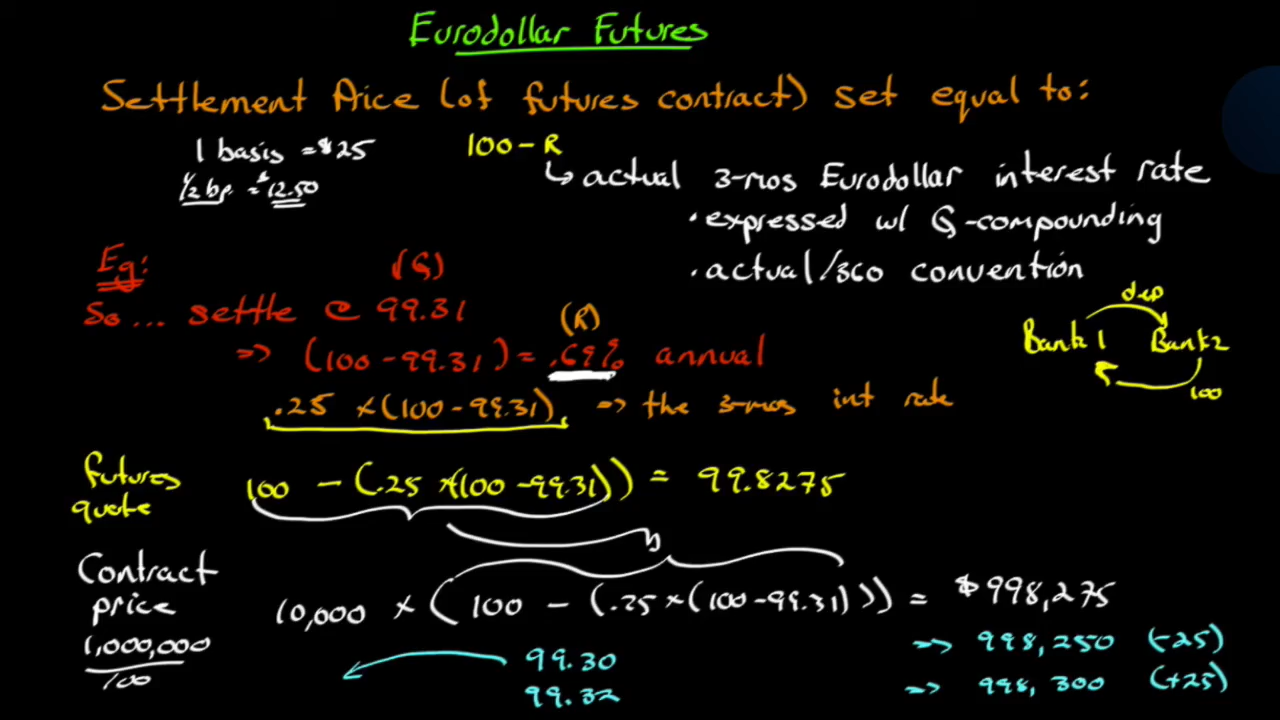 Eurodollar Futures
Settlement Price (of futures contract) set equal to:
1 basis = $25
1/2 bp = $12.50
100 - R
↳ actual 3-mos Eurodollar interest rate
· expressed w/ Q-compounding
· actual/360 convention
Eg:
(Q)
So... settle @ 99.31
(R)
=> (100 - 99.31) = .69% annual
.25 × (100 - 99.31) => the 3-mos int rate
dep
Bank 1 Bank 2
100
futures quote
100 - (.25 × (100 - 99.31)) = 99.8275
Contract price
10,000 × (100 - (.25 × (100 - 99.31))) = $998,275
1,000,000
100
99.30 => 998,250 (-25)
99.32 => 998,300 (+25)